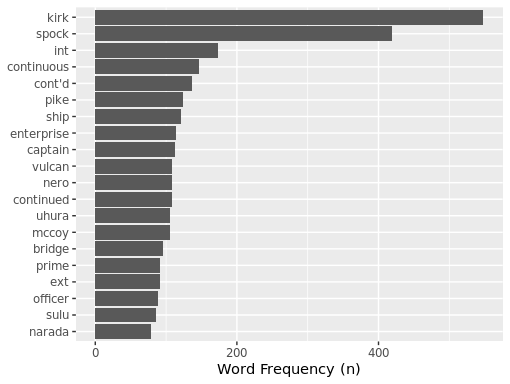 kirk
spock
int
continuous
cont'd
pike
ship
enterprise
captain
vulcan
nero
continued
uhura
mccoy
bridge
prime
ext
officer
sulu
narada
0 200 400
Word Frequency (n)